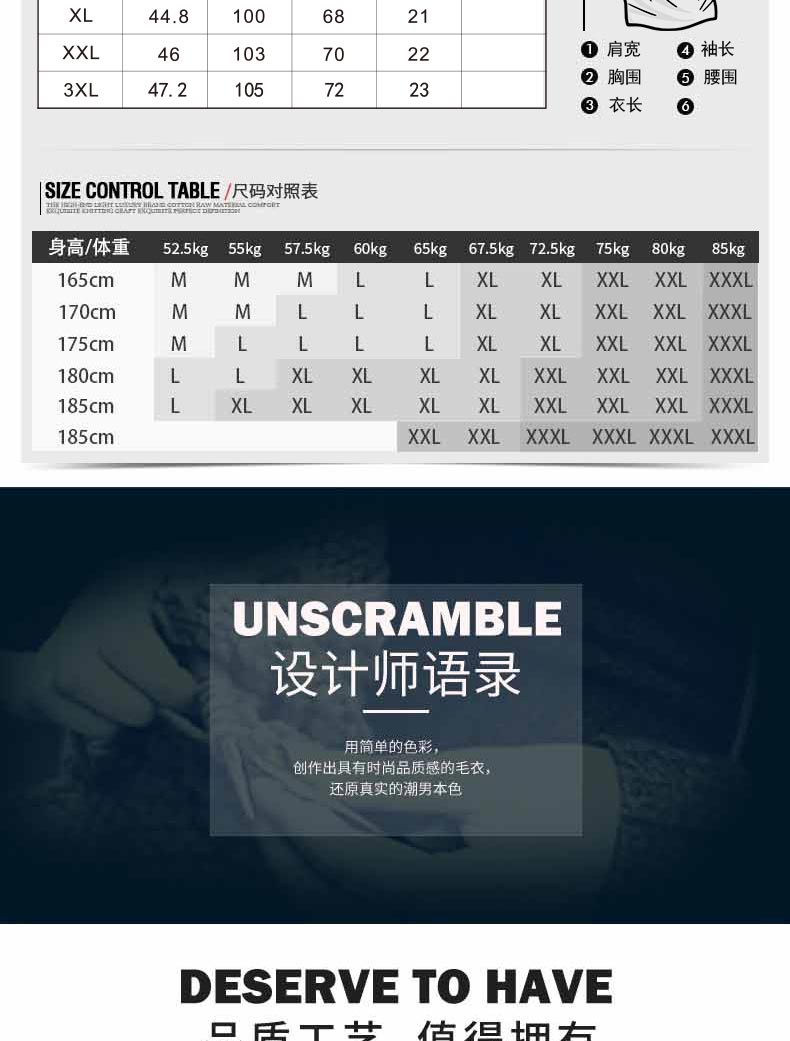 XL 44.8 100 68 21
XXL 46 103 70 22
3XL 47.2 105 72 23
❶ 肩宽 ❹ 袖长
❷ 胸围 ❺ 腰围
❸ 衣长 ❻
SIZE CONTROL TABLE /尺码对照表
THE HIGH-END LIGHT LUXURY BRAND COTTON RAW MATERIAL COMFORT
EXQUISITE KNITTING CRAFT EXQUISITE PERFECT DEFINITION
身高/体重 52.5kg 55kg 57.5kg 60kg 65kg 67.5kg 72.5kg 75kg 80kg 85kg
165cm M M M L L XL XL XXL XXL XXXL
170cm M M L L L XL XL XXL XXL XXXL
175cm M L L L L XL XL XXL XXL XXXL
180cm L L XL XL XL XL XXL XXL XXL XXXL
185cm L XL XL XL XL XL XXL XXL XXL XXXL
185cm XXL XXL XXXL XXXL XXXL XXXL
UNSCRAMBLE
设计师语录
用简单的色彩，
创作出具有时尚品质感的毛衣，
还原真实的潮男本色
DESERVE TO HAVE
品质工艺 值得拥有